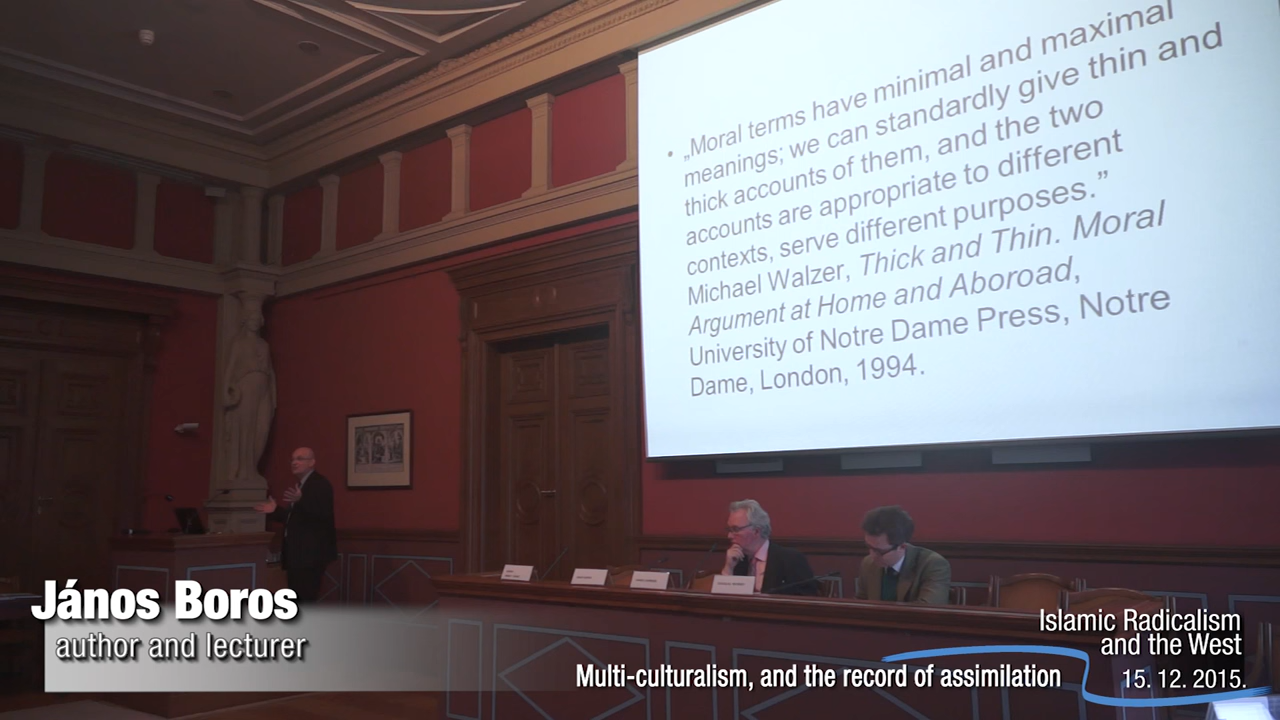 • „Moral terms have minimal and maximal
meanings; we can standardly give thin and
thick accounts of them, and the two
accounts are appropriate to different
contexts, serve different purposes.”
Michael Walzer, Thick and Thin. Moral
Argument at Home and Aboroad,
University of Notre Dame Press, Notre
Dame, London, 1994.
János Boros
author and lecturer
Islamic Radicalism
and the West
Multi-culturalism, and the record of assimilation
15. 12. 2015.